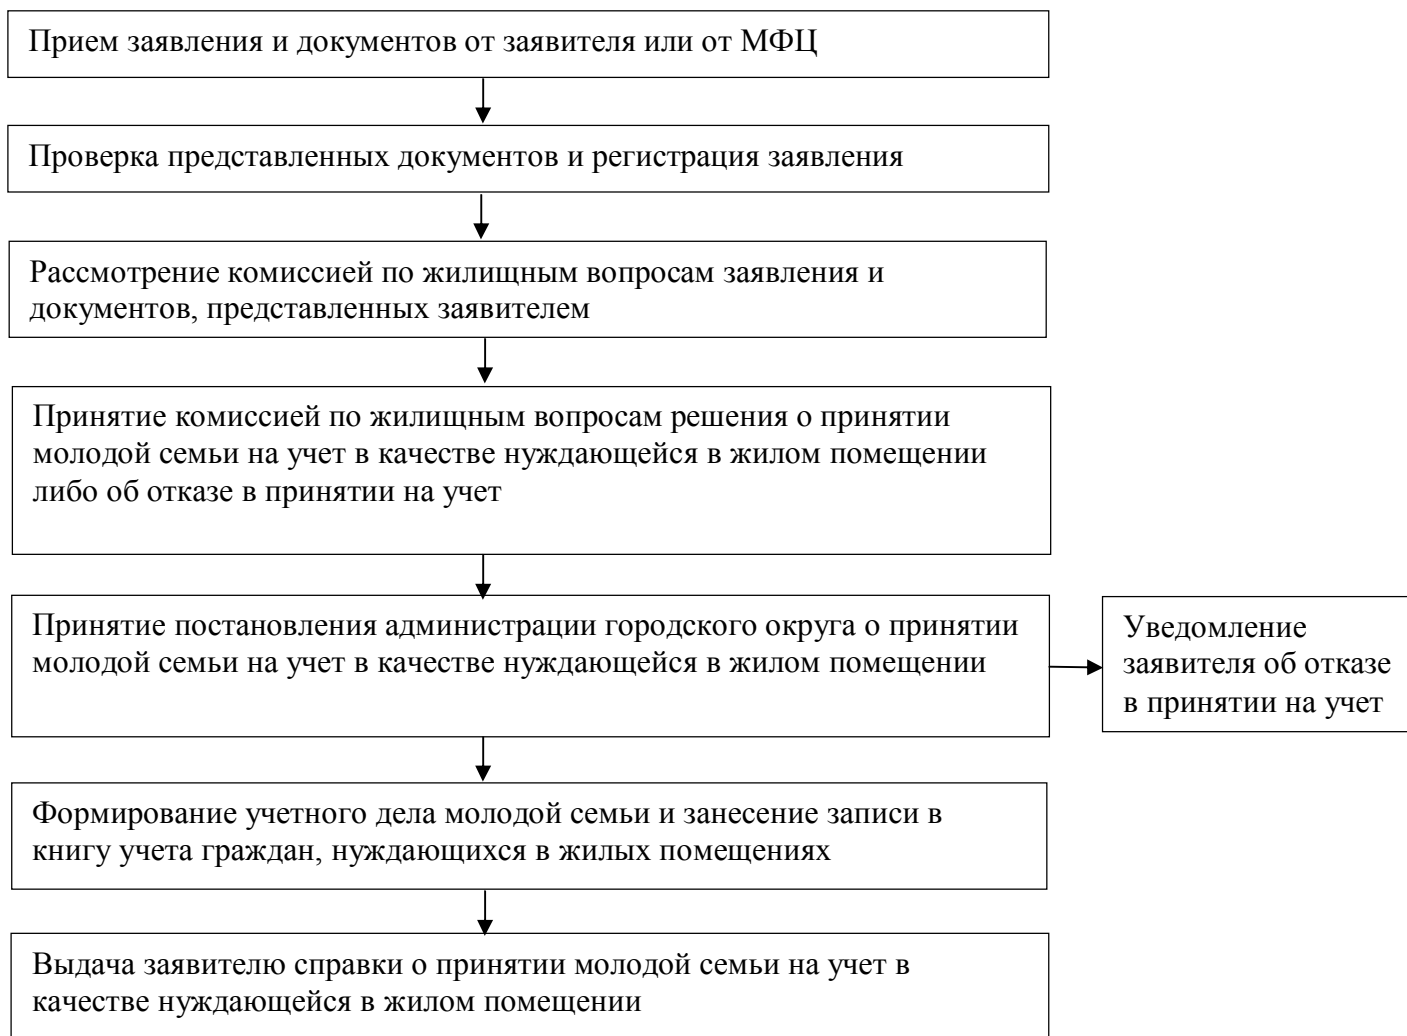 Прием заявления и документов от заявителя или от МФЦ
Проверка представленных документов и регистрация заявления
Рассмотрение комиссией по жилищным вопросам заявления и
документов, представленных заявителем
Принятие комиссией по жилищным вопросам решения о принятии
молодой семьи на учет в качестве нуждающейся в жилом помещении
либо об отказе в принятии на учет
Принятие постановления администрации городского округа о принятии
молодой семьи на учет в качестве нуждающейся в жилом помещении
Уведомление
заявителя об отказе
в принятии на учет
Формирование учетного дела молодой семьи и занесение записи в
книгу учета граждан, нуждающихся в жилых помещениях
Выдача заявителю справки о принятии молодой семьи на учет в
качестве нуждающейся в жилом помещении